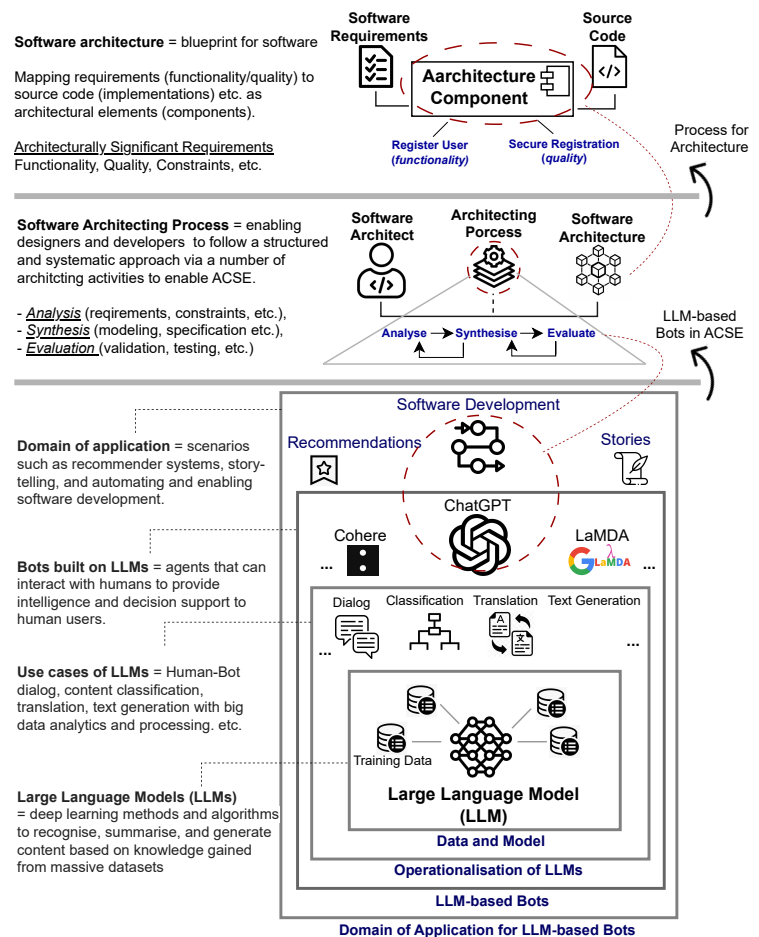 Software architecture = blueprint for software
Mapping requirements (functionality/quality) to
source code (implementations) etc. as
architectural elements (components).
Architecturally Significant Requirements
Functionality, Quality, Constraints, etc.
Software
Requirements
Source
Code
</>
Aarchitecture
Component
Register User
(functionality)
Secure Registration
(quality)
Process for
Architecture
Software Architecting Process = enabling
designers and developers to follow a structured
and systematic approach via a number of
architcting activities to enable ACSE.
- Analysis (reqirements, constraints, etc.),
- Synthesis (modeling, specification etc.),
- Evaluation (validation, testing, etc.)
Software
Architect
</>
Architecting
Porcess
Software
Architecture
Analyse
Synthesise
Evaluate
LLM-based
Bots in ACSE
Domain of application = scenarios
such as recommender systems, story-
telling, and automating and enabling
software development.
Software Development
Recommendations
Stories
Bots built on LLMs = agents that can
interact with humans to provide
intelligence and decision support to
human users.
ChatGPT
Cohere
LaMDA
LaMDA
...
...
Use cases of LLMs = Human-Bot
dialog, content classification,
translation, text generation with big
data analytics and processing. etc.
Dialog
Classification
Translation
Text Generation
A
文
...
...
Large Language Models (LLMs)
= deep learning methods and algorithms
to recognise, summarise, and generate
content based on knowledge gained
from massive datasets
Training Data
Large Language Model
(LLM)
Data and Model
Operationalisation of LLMs
LLM-based Bots
Domain of Application for LLM-based Bots